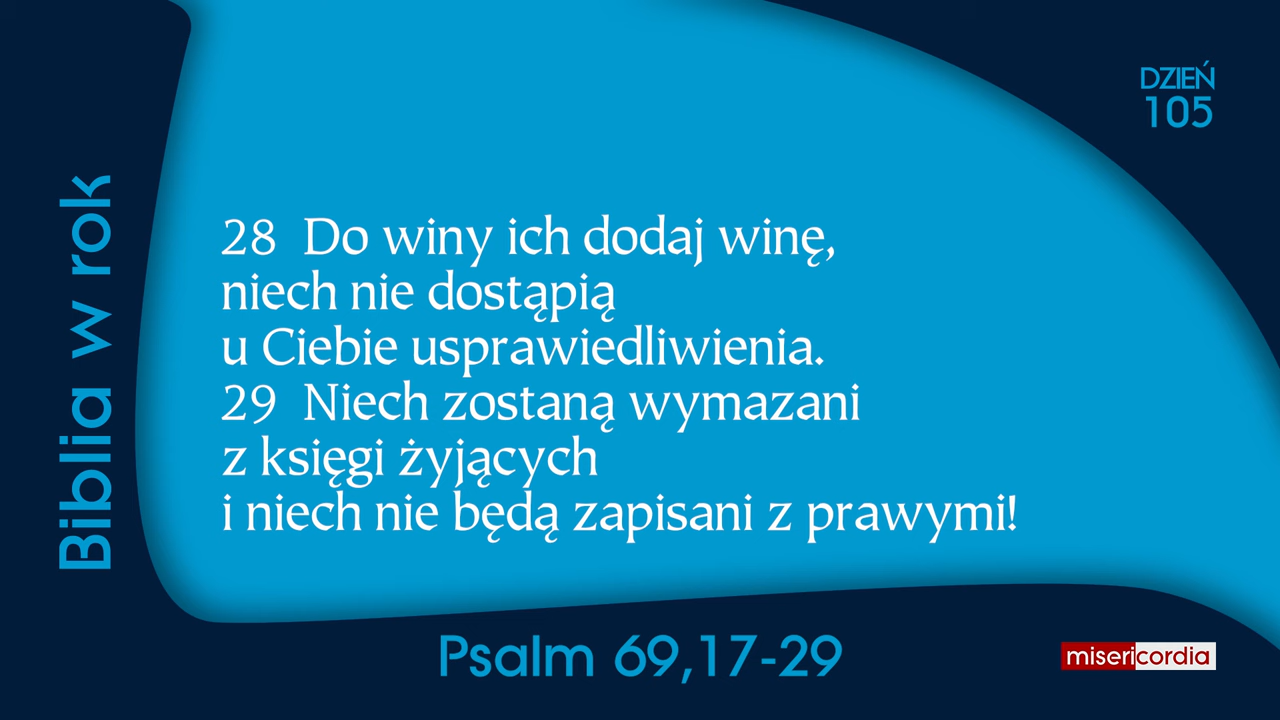 DZIEŃ
105
Biblia w rok
28 Do winy ich dodaj winę,
niech nie dostąpią
u Ciebie usprawiedliwienia.
29 Niech zostaną wymazani
z księgi żyjących
i niech nie będą zapisani z prawymi!
Psalm 69,17-29
misericordia